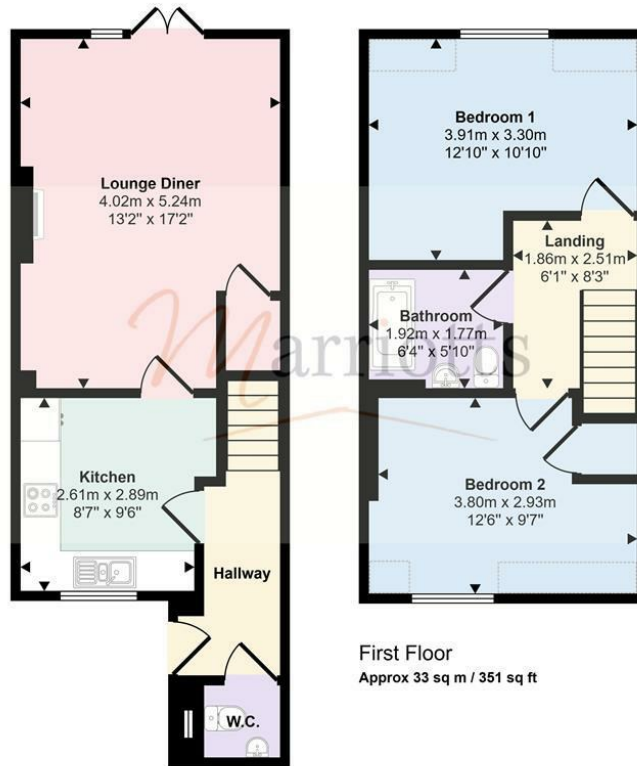 Lounge Diner
4.02m x 5.24m
13'2" x 17'2"
Kitchen
2.61m x 2.89m
8'7" x 9'6"
Hallway
W.C.
Bedroom 1
3.91m x 3.30m
12'10" x 10'10"
Landing
1.86m x 2.51m
6'1" x 8'3"
Bathroom
1.92m x 1.77m
6'4" x 5'10"
Bedroom 2
3.80m x 2.93m
12'6" x 9'7"
Marriotts
First Floor
Approx 33 sq m / 351 sq ft